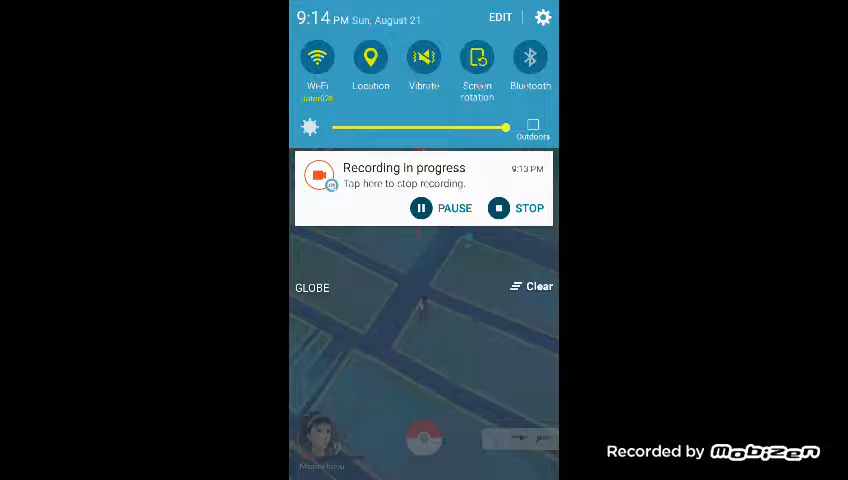 9:14 PM Sun, August 21
EDIT
Wi-Fi
Location
Vibrate
Screen rotation
Bluetooth
Outdoors
Recording in progress
9:13 PM
Tap here to stop recording.
PAUSE
STOP
GLOBE
Clear
Recorded by mobizen